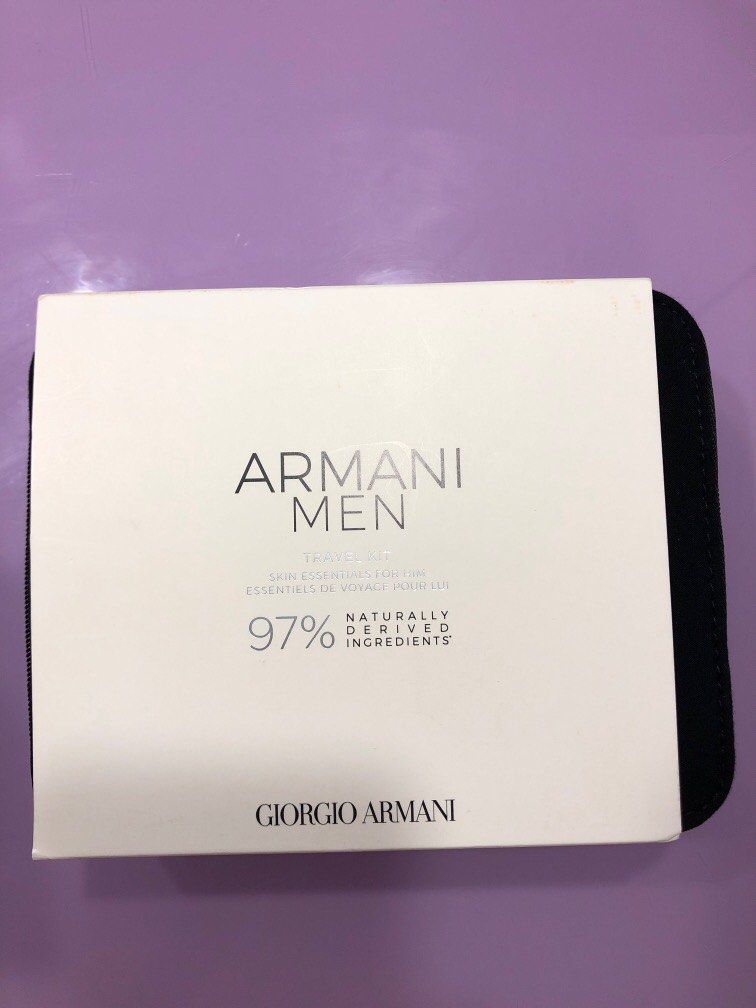 ARMANI
MEN
TRAVEL KIT
SKIN ESSENTIALS FOR HIM
ESSENTIELS DE VOYAGE POUR LUI
97% NATURALLY
DERIVED
INGREDIENTS*
GIORGIO ARMANI